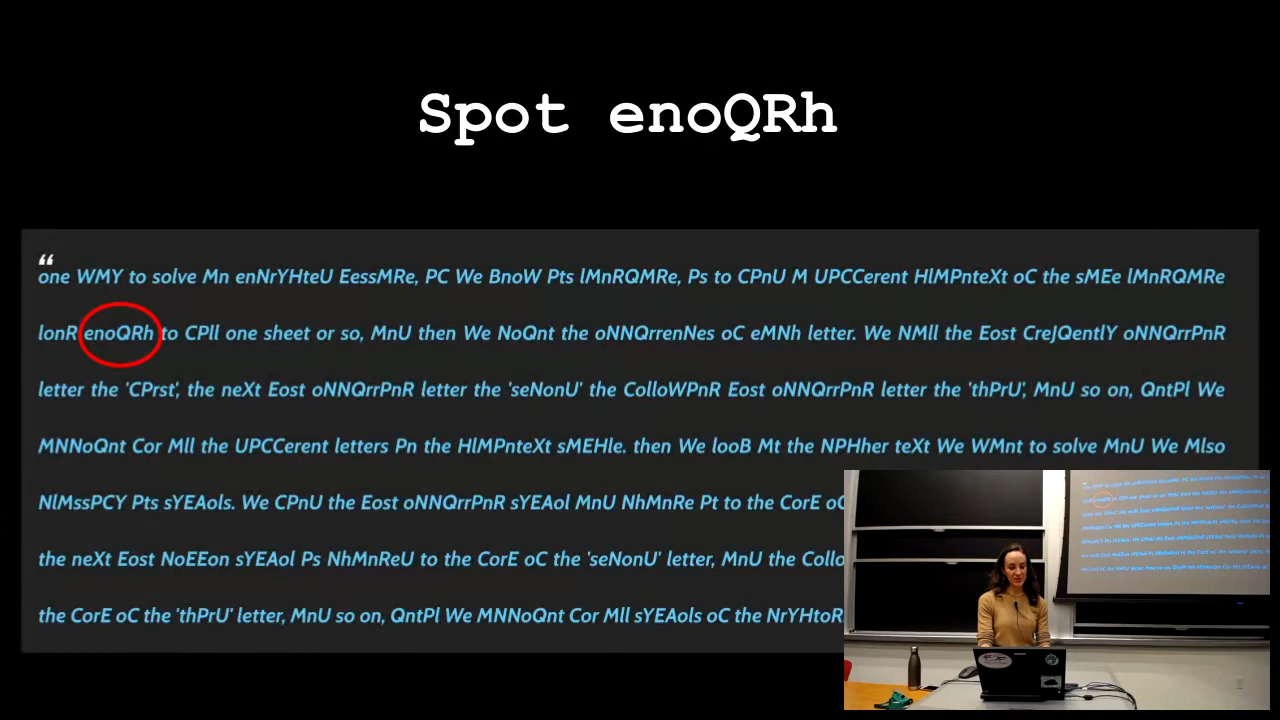 Spot enoQRh
“
one WMY to solve Mn enNrYHteU EessMRe, PC We BnoW Pts lMnRQMRe, Ps to CPnU M UPCCerent HlMPnteXt oC the sMEe lMnRQMRe
lonR enoQRh to CPll one sheet or so, MnU then We NoQnt the oNNQrrenNes oC eMNh letter. We NMll the Eost CreJQentlY oNNQrrPnR
letter the 'CPrst', the neXt Eost oNNQrrPnR letter the 'seNonU' the ColloWPnR Eost oNNQrrPnR letter the 'thPrU', MnU so on, QntPl We
MNNoQnt Cor Mll the UPCCerent letters Pn the HlMPnteXt sMEHle. then We looB Mt the NPHher teXt We WMnt to solve MnU We Mlso
NlMssPCY Pts sYEAols. We CPnU the Eost oNNQrrPnR sYEAol MnU NhMnRe Pt to the CorE oC
the neXt Eost NoEEon sYEAol Ps NhMnReU to the CorE oC the 'seNonU' letter, MnU the Collo
the CorE oC the 'thPrU' letter, MnU so on, QntPl We MNNoQnt Cor Mll sYEAols oC the NrYHtoR